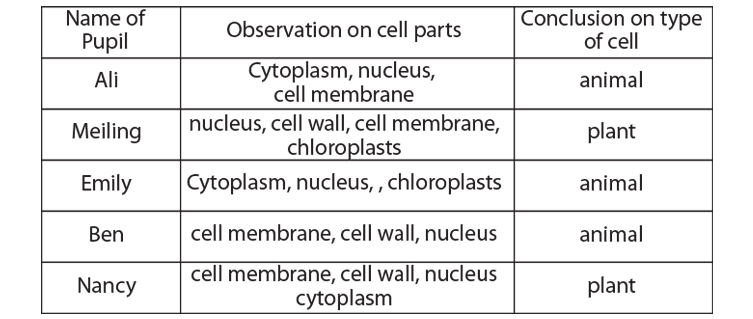 Name of
Pupil
Observation on cell parts
Conclusion on type
of cell
Ali
Cytoplasm, nucleus,
cell membrane
animal
Meiling
nucleus, cell wall, cell membrane,
chloroplasts
plant
Emily
Cytoplasm, nucleus, , chloroplasts
animal
Ben
cell membrane, cell wall, nucleus
animal
Nancy
cell membrane, cell wall, nucleus
cytoplasm
plant